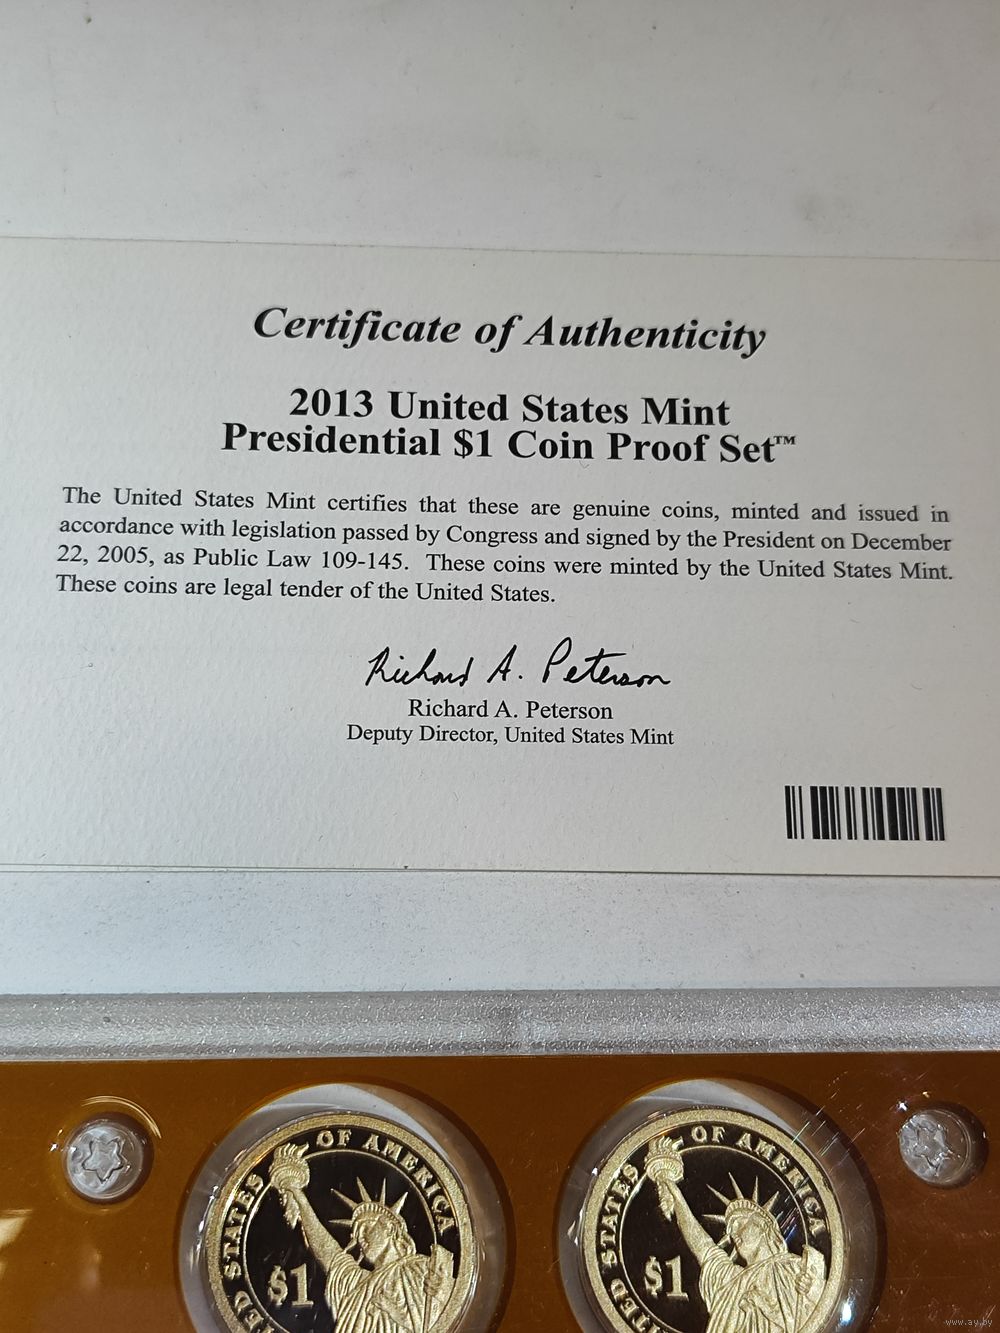 Certificate of Authenticity
2013 United States Mint
Presidential $1 Coin Proof Set™
The United States Mint certifies that these are genuine coins, minted and issued in
accordance with legislation passed by Congress and signed by the President on December
22, 2005, as Public Law 109-145. These coins were minted by the United States Mint.
These coins are legal tender of the United States.
Richard A. Peterson
Richard A. Peterson
Deputy Director, United States Mint
ED STATES OF AMERICA
$1
ITED STATES OF AMERICA
$1
www.ay.by